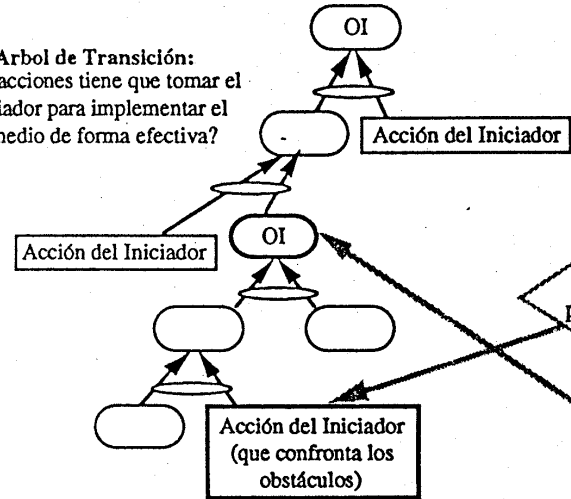 OI
Arbol de Transición:
acciones tiene que tomar el
iador para implementar el
nedio de forma efectiva?
Acción del Iniciador
Acción del Iniciador
OI
Acción del Iniciador
(que confronta los
obstáculos)